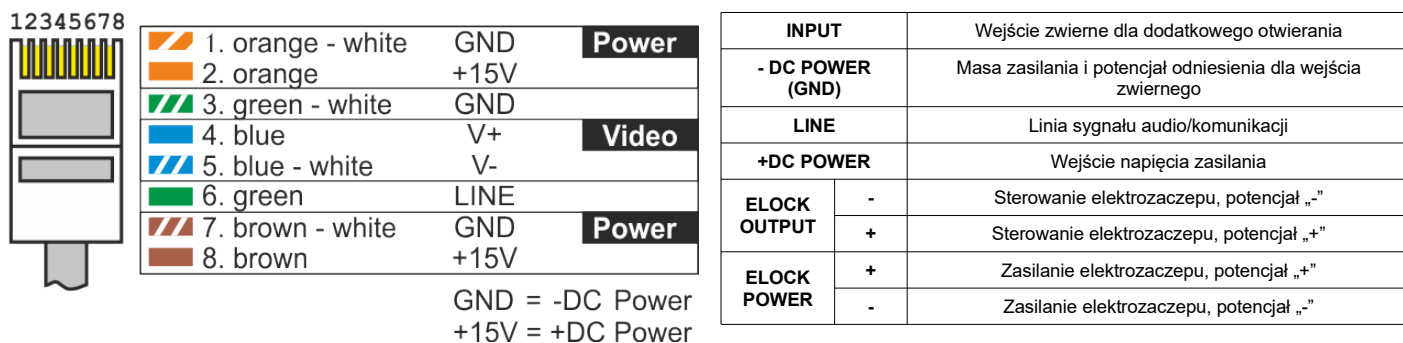 12345678
1. orange - white GND Power
2. orange +15V
3. green - white GND
4. blue V+ Video
5. blue - white V-
6. green LINE
7. brown - white GND Power
8. brown +15V
GND = -DC Power
+15V = +DC Power
INPUT Wejście zwierne dla dodatkowego otwierania
- DC POWER (GND) Masa zasilania i potencjał odniesienia dla wejścia
zwiernego
LINE Linia sygnału audio/komunikacji
+DC POWER Wejście napięcia zasilania
ELOCK OUTPUT - Sterowanie elektrozaczepu, potencjał „-”
+ Sterowanie elektrozaczepu, potencjał „+”
ELOCK POWER + Zasilanie elektrozaczepu, potencjał „+”
- Zasilanie elektrozaczepu, potencjał „-”